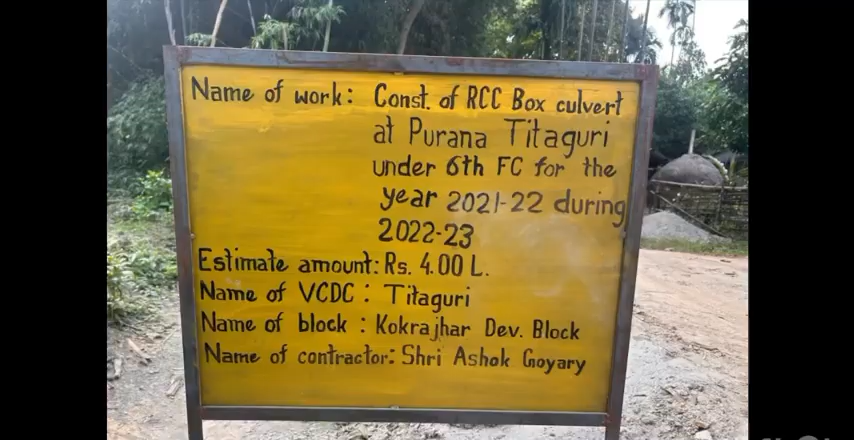 Name of work: Const. of RCC Box culvert
at Purana Titaguri
under 6th FC for the
year 2021-22 during
2022-23
Estimate amount: Rs. 4.00 L.
Name of VCDC : Titaguri
Name of block : Kokrajhar Dev. Block
Name of contractor: Shri Ashok Goyary